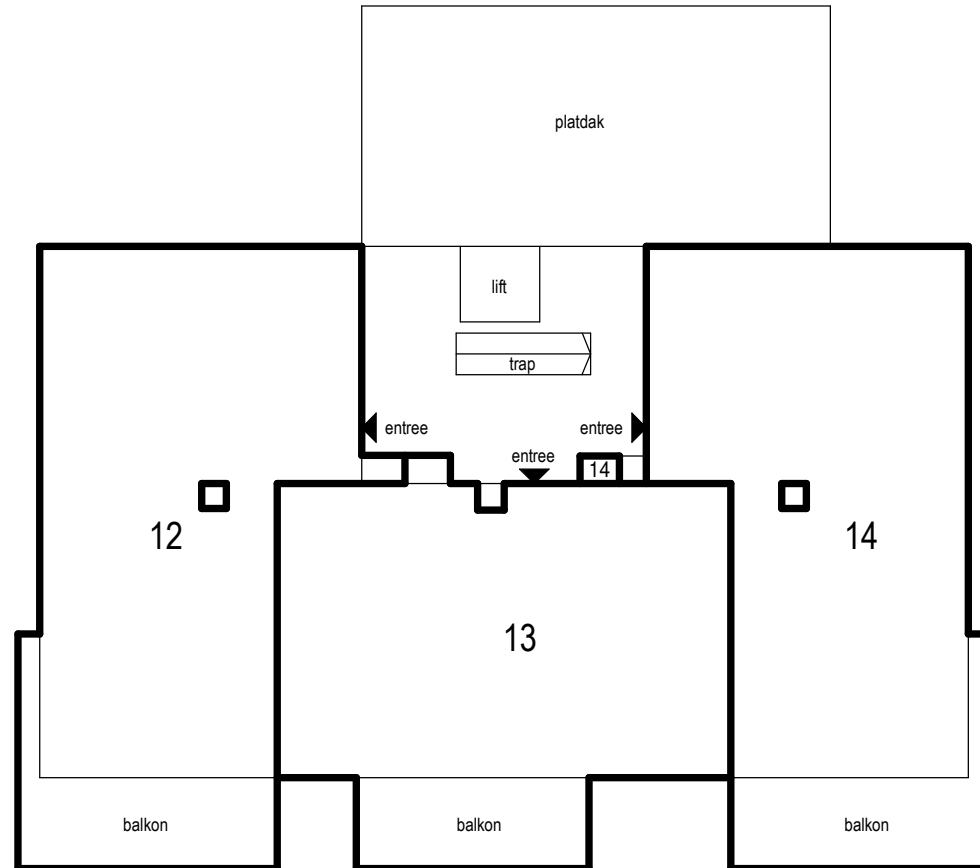 platdak
lift
trap
entree
entree
entree
14
12
14
13
balkon
balkon
balkon